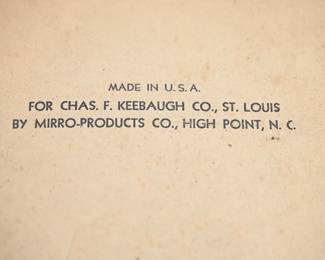 MADE IN U.S.A.
FOR CHAS. F. KEEBAUGH CO., ST. LOUIS
BY MIRRO-PRODUCTS CO., HIGH POINT, N. C.